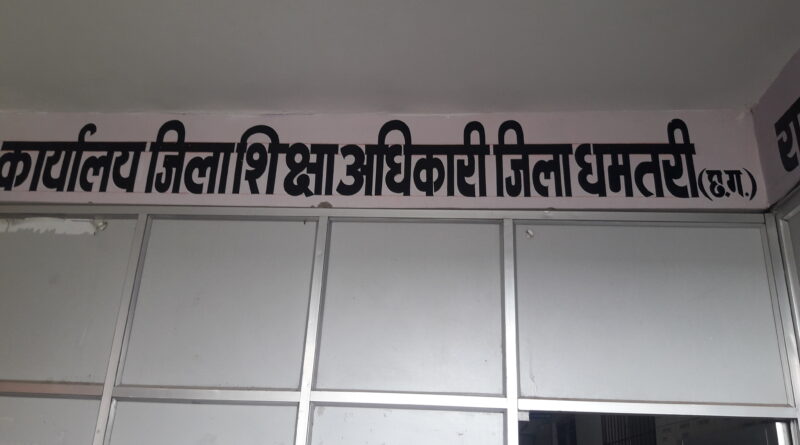 कार्यालय जिला शिक्षा अधिकारी जिला धमतरी (छ.ग.)